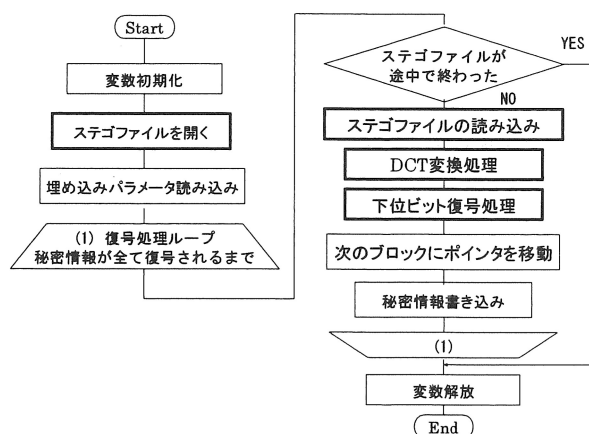 Start
変数初期化
ステゴファイルを開く
埋め込みパラメータ読み込み
(1) 復号処理ループ
秘密情報が全て復号されるまで
ステゴファイルが
途中で終わった
YES
NO
ステゴファイルの読み込み
DCT変換処理
下位ビット復号処理
次のブロックにポインタを移動
秘密情報書き込み
(1)
変数解放
End